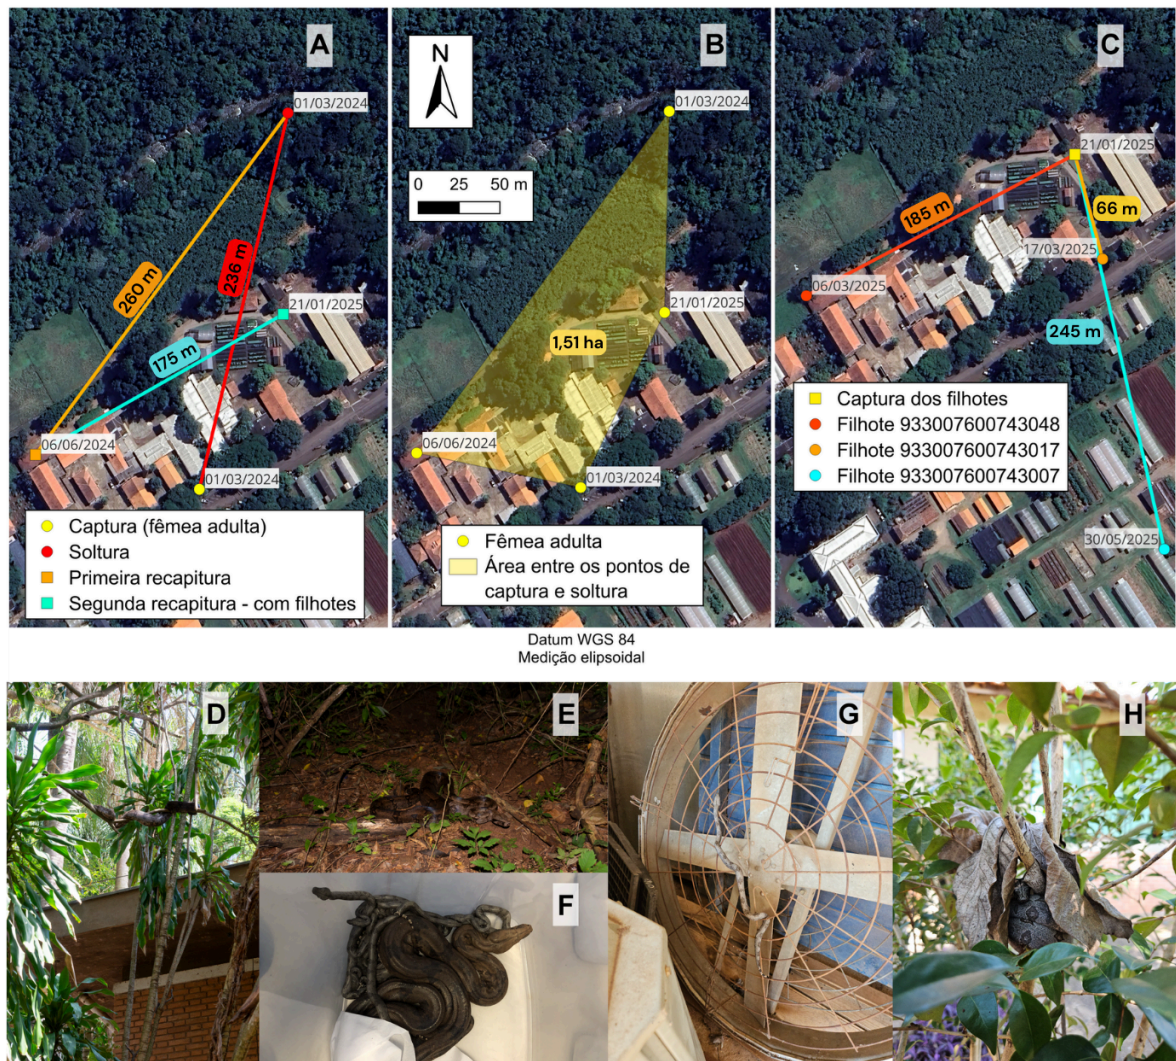 A
01/03/2024
260 m
236 m
21/01/2025
175 m
06/06/2024
01/03/2024
Captura (fêmea adulta)
Soltura
Primeira recapitura
Segunda recapitura - com filhotes
B
N
01/03/2024
0 25 50 m
21/01/2025
1,51 ha
06/06/2024
01/03/2024
Fêmea adulta
Área entre os pontos de
captura e soltura
C
21/01/2025
185 m
66 m
17/03/2025
06/03/2025
245 m
Captura dos filhotes
Filhote 933007600743048
Filhote 933007600743017
Filhote 933007600743007
30/05/2025
Datum WGS 84
Medição elipsoidal
D
E
F
G
H